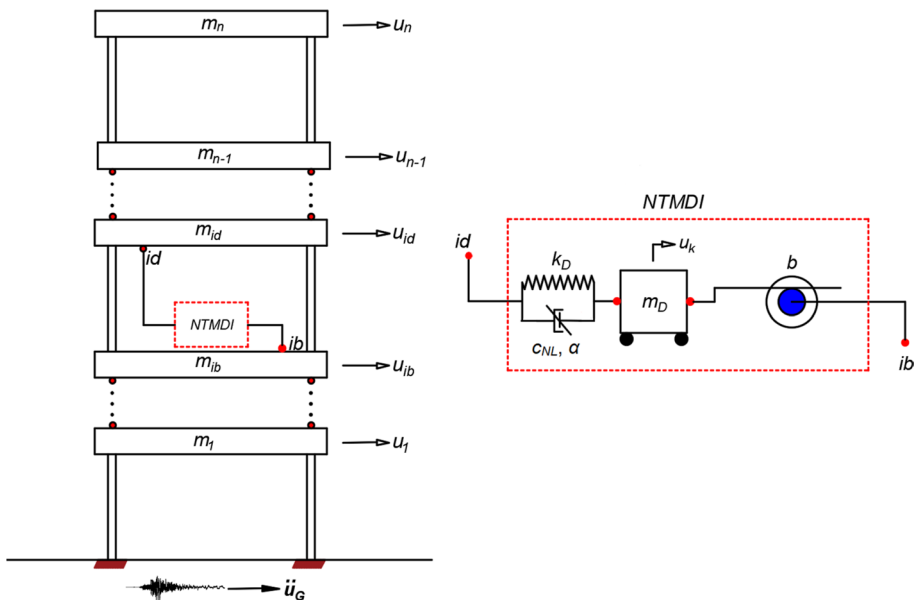 mn
un
mn-1
un-1
mid
uid
id
NTMDI
ib
mib
uib
m1
u1
üG
NTMDI
id
uk
kD
b
mD
cNL, α
ib